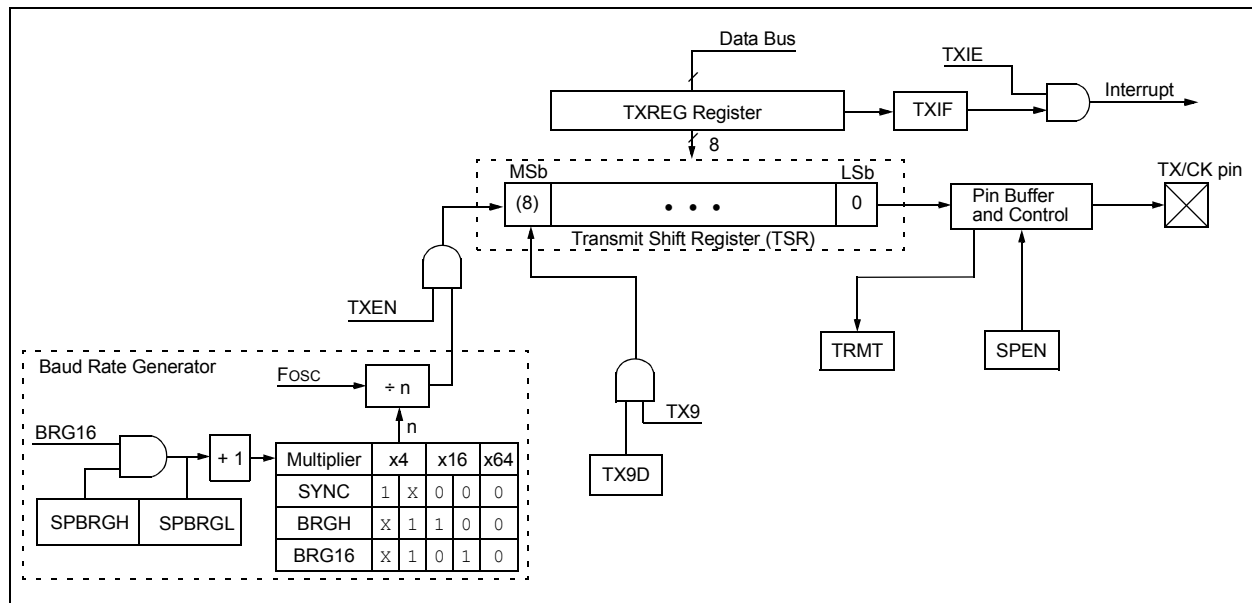 Data Bus
TXIE
Interrupt
TXREG Register
TXIF
8
MSb
LSb
TX/CK pin
(8)
• • •
0
Pin Buffer
and Control
Transmit Shift Register (TSR)
TXEN
TRMT
SPEN
Baud Rate Generator
FOSC
÷ n
n
TX9
BRG16
+ 1
Multiplier x4 x16 x64
TX9D
SYNC 1 X 0 0 0
SPBRGH SPBRGL
BRGH X 1 1 0 0
BRG16 X 1 0 1 0